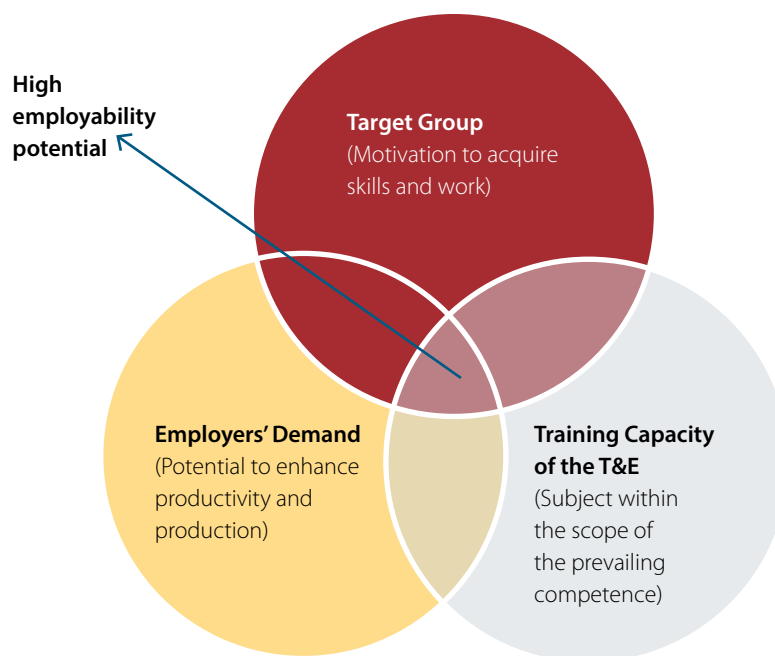 High
employability
potential
Target Group
(Motivation to acquire
skills and work)
Employers’ Demand
(Potential to enhance
productivity and
production)
Training Capacity
of the T&E
(Subject within
the scope of
the prevailing
competence)